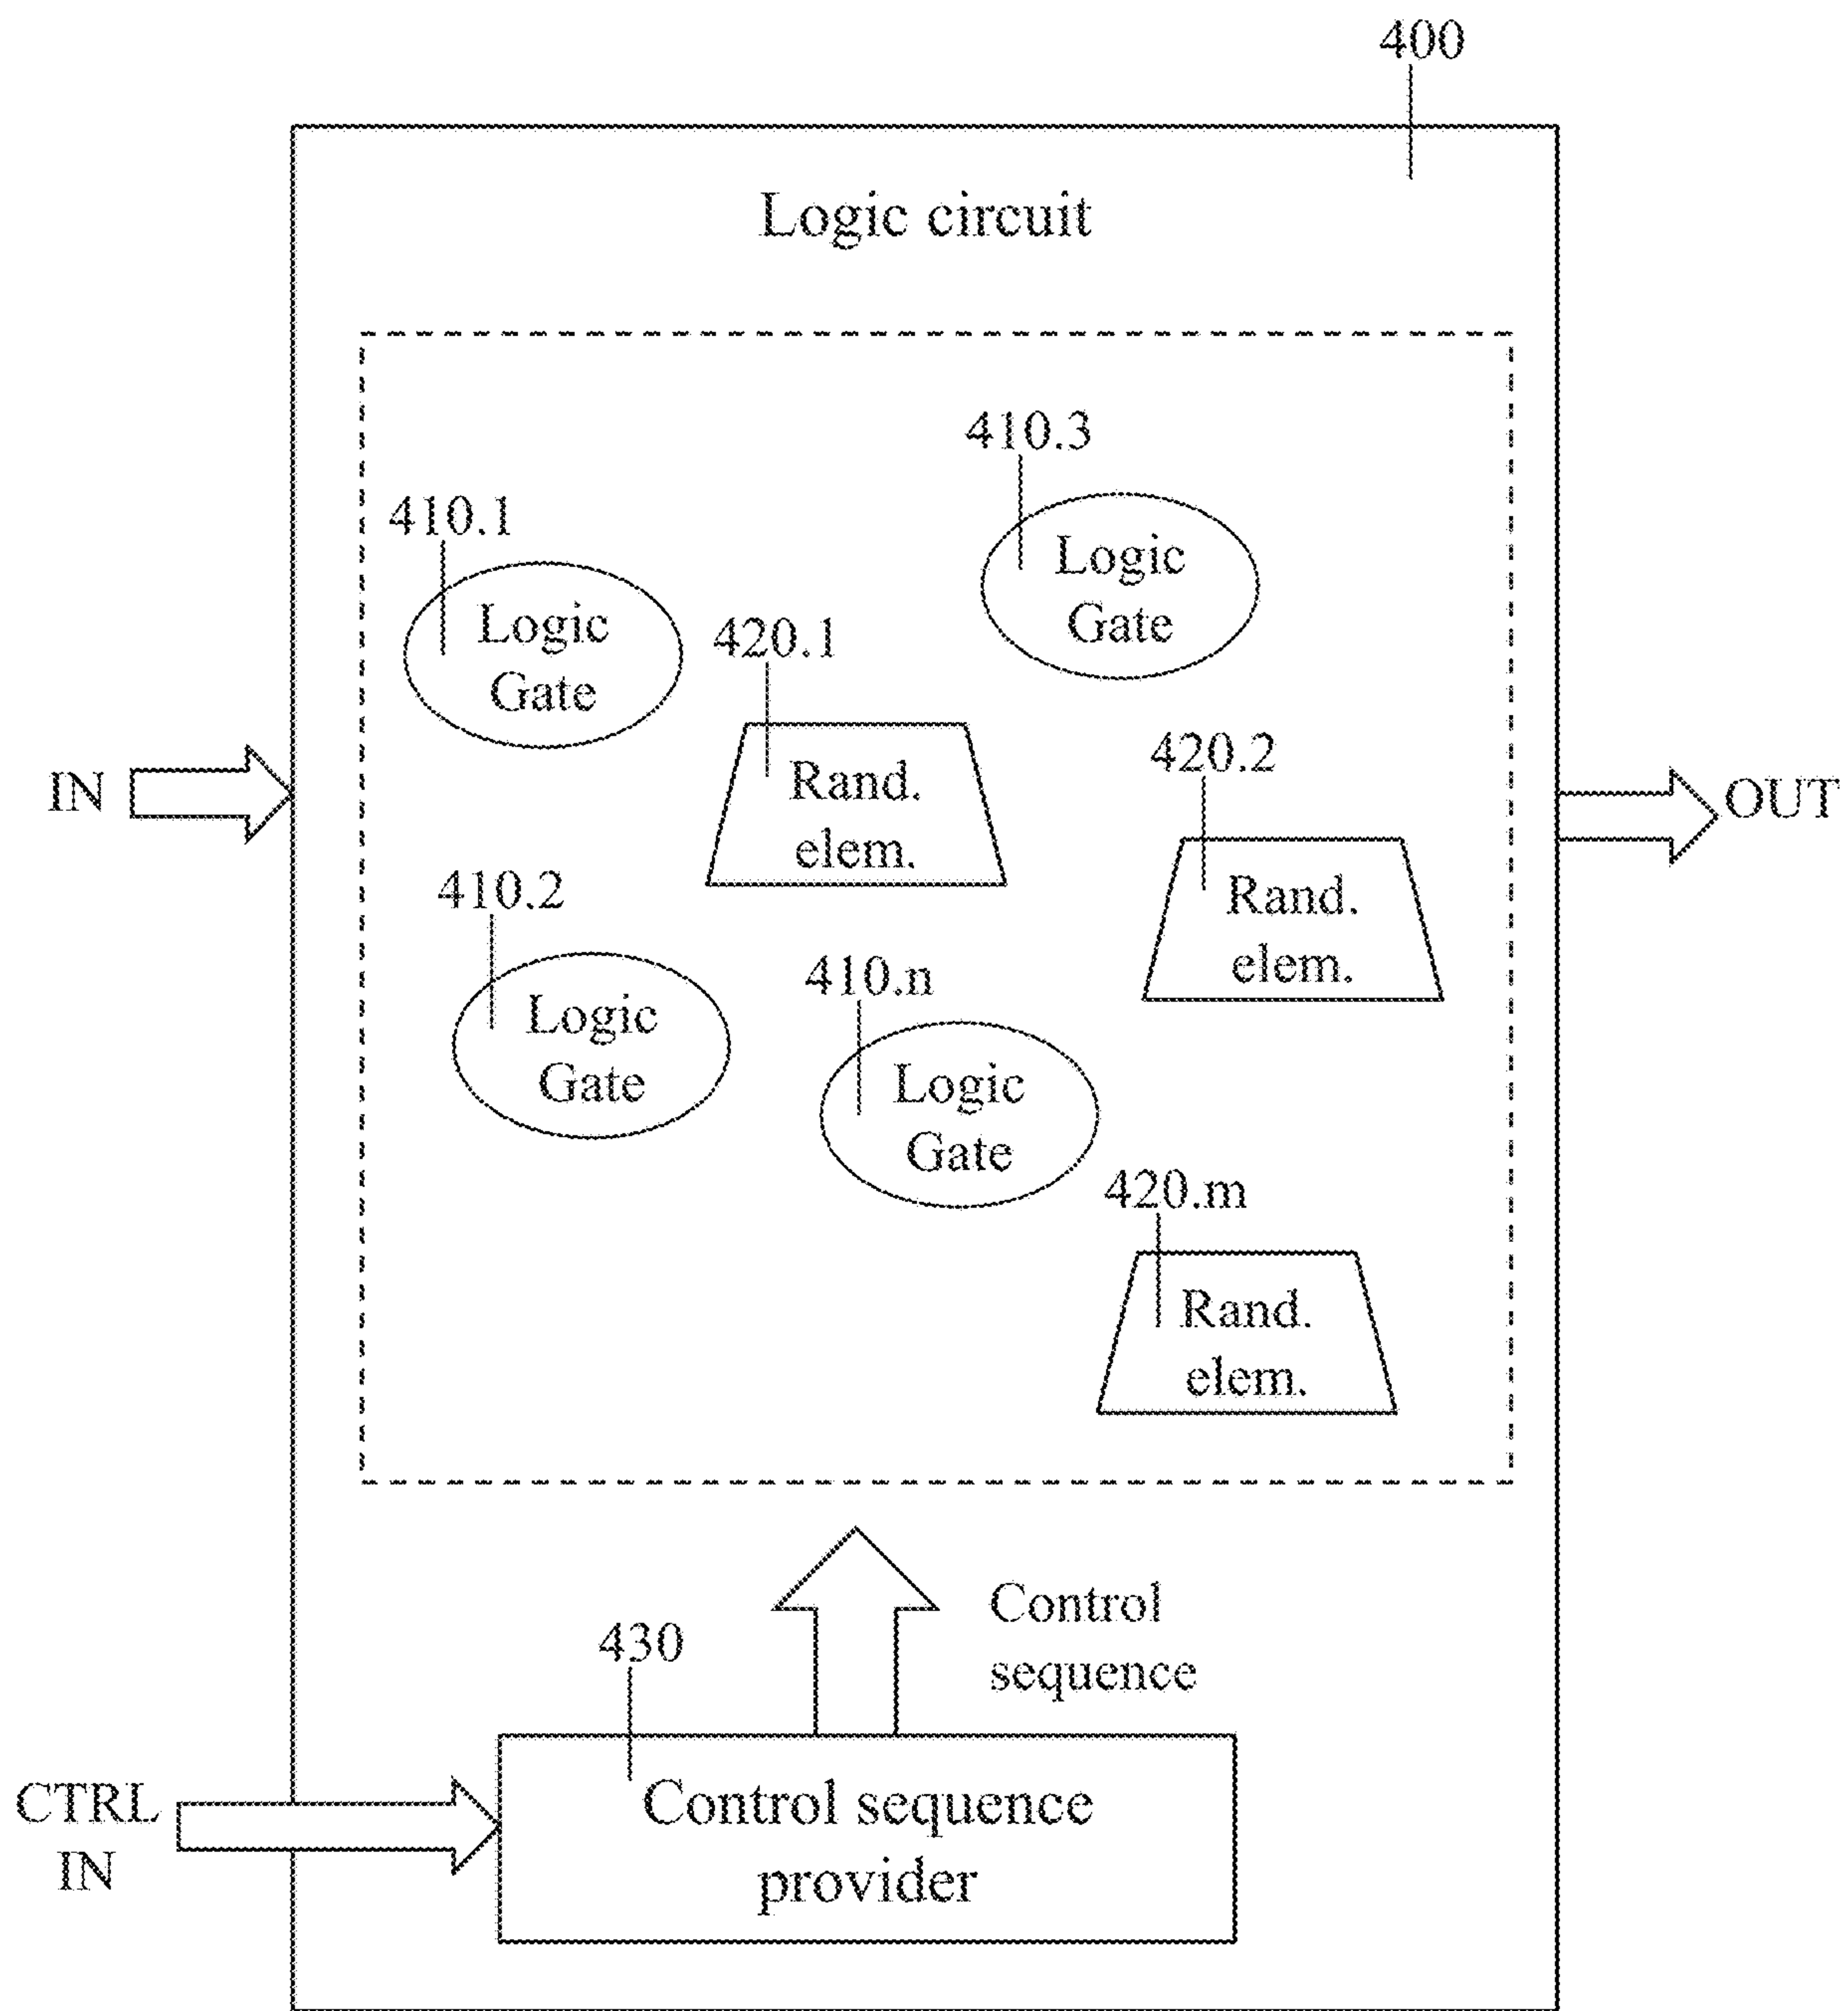 400
Logic circuit
410.3
410.1
Logic
Gate
Logic
Gate
420.1
420.2
IN
Rand.
elem.
OUT
410.2
Rand.
elem.
410.n
Logic
Gate
Logic
Gate
420.m
Rand.
elem.
Control
sequence
430
CTRL
IN
Control sequence
provider